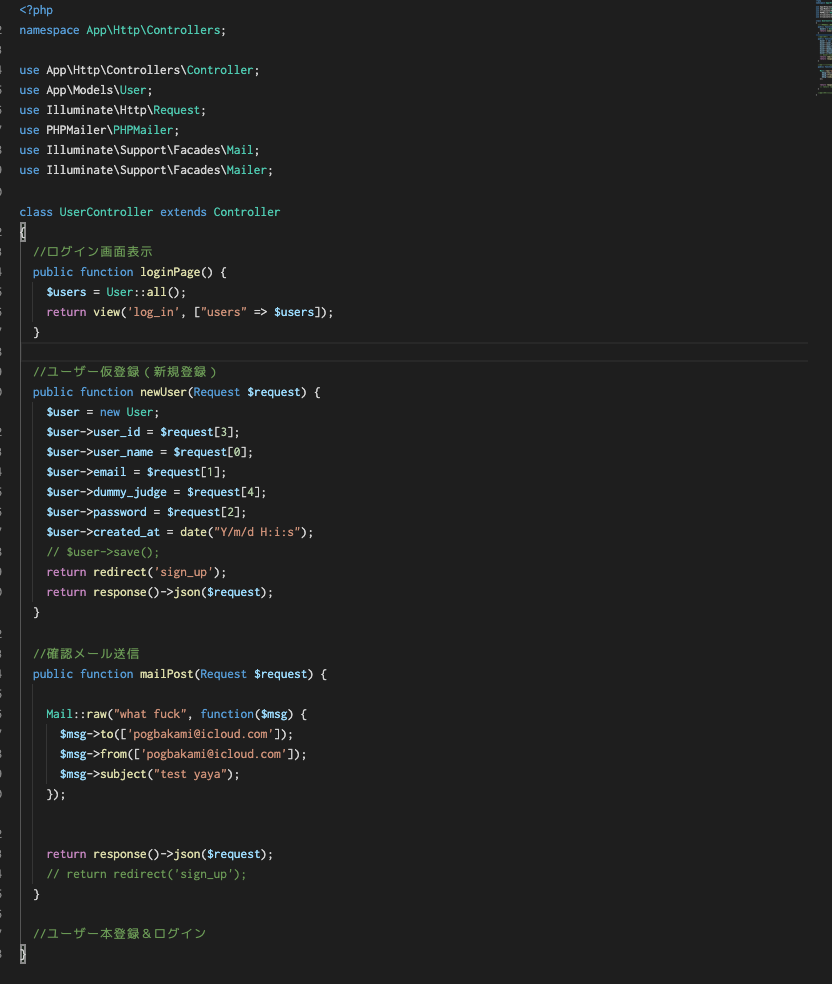 <?php
namespace App\Http\Controllers;
use App\Http\Controllers\Controller;
use App\Models\User;
use Illuminate\Http\Request;
use PHPMailer\PHPMailer;
use Illuminate\Support\Facades\Mail;
use Illuminate\Support\Facades\Mailer;
class UserController extends Controller
{
//ログイン画面表示
public function loginPage() {
$users = User::all();
return view('log_in', ["users" => $users]);
}
//ユーザー仮登録(新規登録)
public function newUser(Request $request) {
$user = new User;
$user->user_id = $request[3];
$user->user_name = $request[0];
$user->email = $request[1];
$user->dummy_judge = $request[4];
$user->password = $request[2];
$user->created_at = date("Y/m/d H:i:s");
// $user->save();
return redirect('sign_up');
return response()->json($request);
}
//確認メール送信
public function mailPost(Request $request) {
Mail::raw("what fuck", function($msg) {
$msg->to(['pogbakami@icloud.com']);
$msg->from(['pogbakami@icloud.com']);
$msg->subject("test yaya");
});
return response()->json($request);
// return redirect('sign_up');
}
//ユーザー本登録&ログイン
}